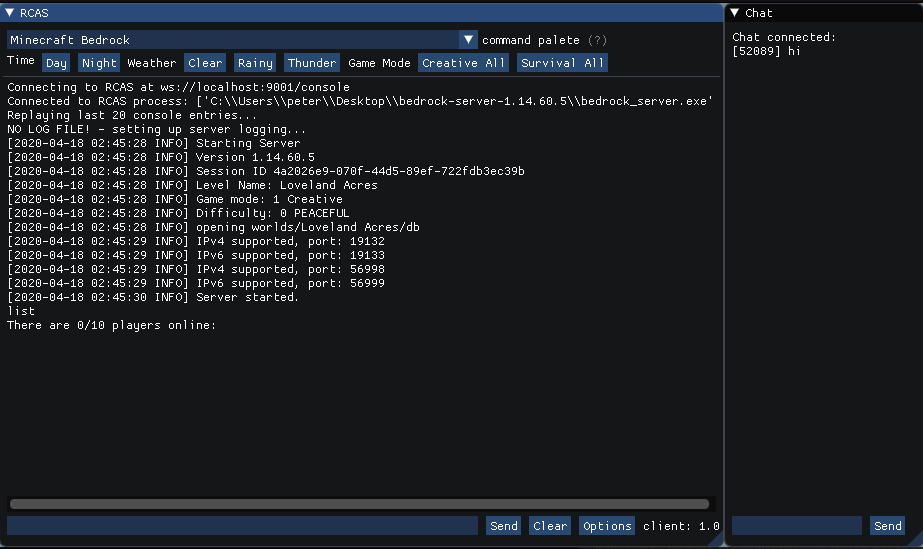 RCAS
Minecraft Bedrock command palete (?)
Time Day Night Weather Clear Rainy Thunder Game Mode Creative All Survival All
Connecting to RCAS at ws://localhost:9001/console
Connected to RCAS process: ['C:\\Users\\peter\\Desktop\\bedrock-server-1.14.60.5\\bedrock_server.exe'
Replaying last 20 console entries...
NO LOG FILE! - setting up server logging...
[2020-04-18 02:45:28 INFO] Starting Server
[2020-04-18 02:45:28 INFO] Version 1.14.60.5
[2020-04-18 02:45:28 INFO] Session ID 4a2026e9-070f-44d5-89ef-722fdb3ec39b
[2020-04-18 02:45:28 INFO] Level Name: Loveland Acres
[2020-04-18 02:45:28 INFO] Game mode: 1 Creative
[2020-04-18 02:45:28 INFO] Difficulty: 0 PEACEFUL
[2020-04-18 02:45:28 INFO] opening worlds/Loveland Acres/db
[2020-04-18 02:45:29 INFO] IPv4 supported, port: 19132
[2020-04-18 02:45:29 INFO] IPv6 supported, port: 19133
[2020-04-18 02:45:29 INFO] IPv4 supported, port: 56998
[2020-04-18 02:45:29 INFO] IPv6 supported, port: 56999
[2020-04-18 02:45:30 INFO] Server started.
list
There are 0/10 players online:
Send Clear Options client: 1.0
Chat
Chat connected:
[52089] hi
Send